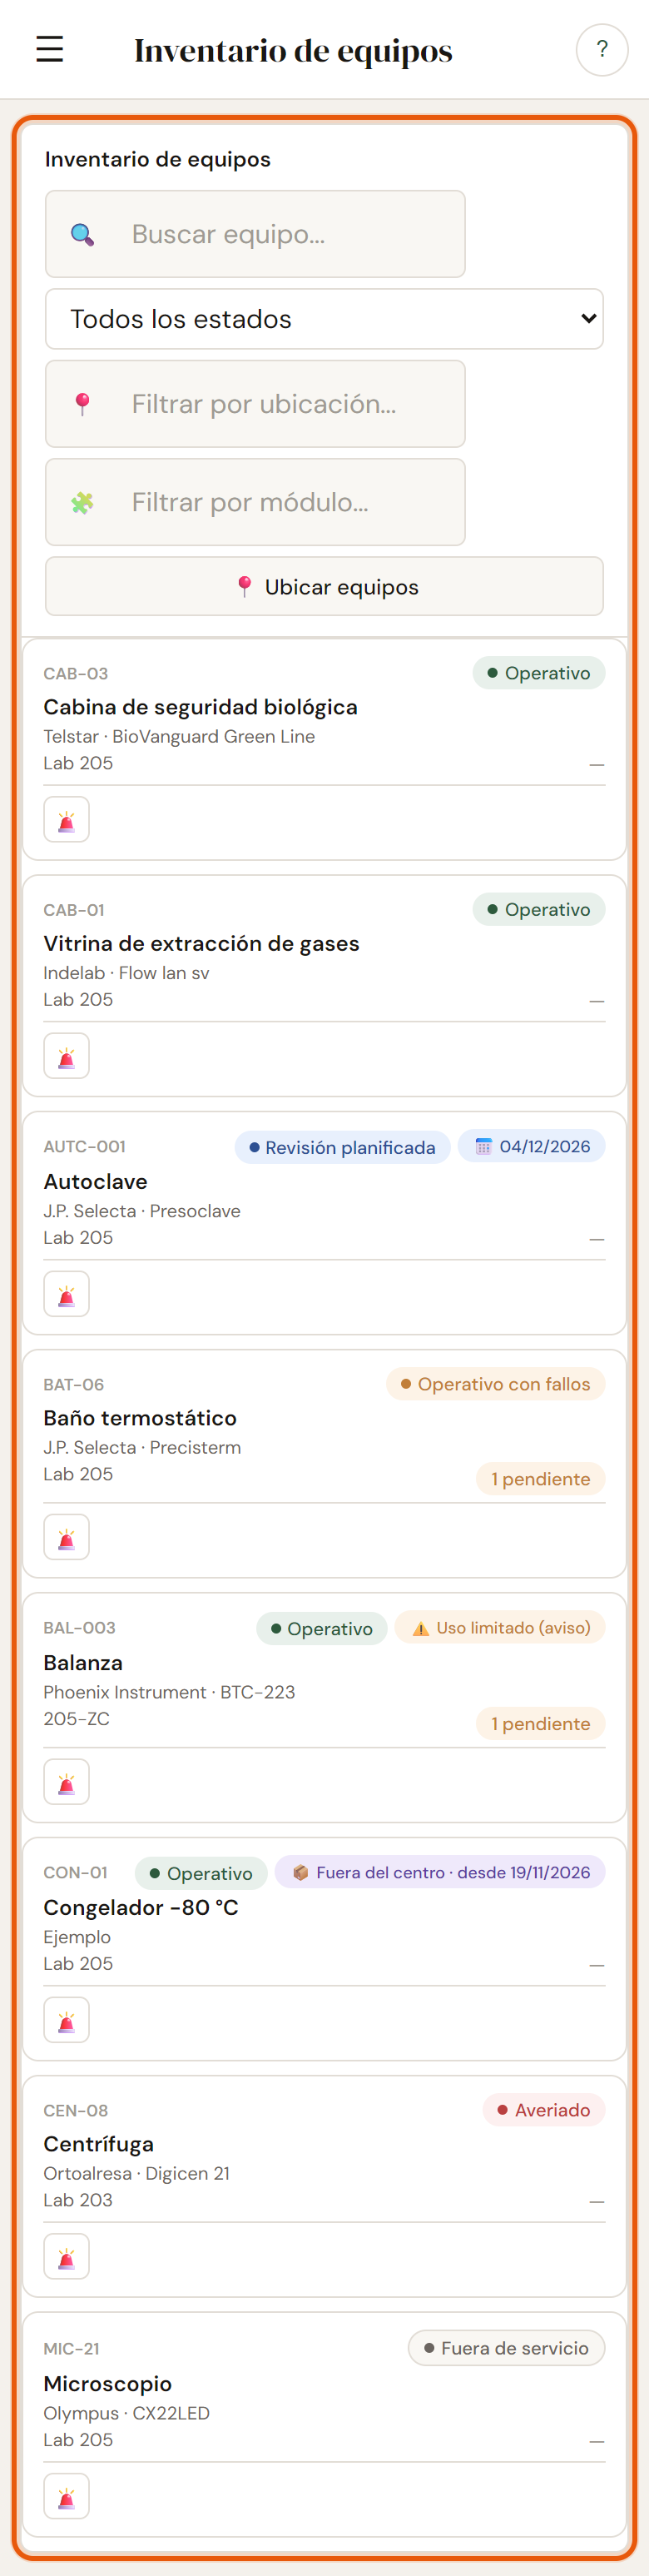 Inventario de equipos
?
Inventario de equipos
Buscar equipo...
Todos los estados
Filtrar por ubicación...
Filtrar por módulo...
Ubicar equipos
CAB-03 Operativo
Cabina de seguridad biológica
Telstar · BioVanguard Green Line
Lab 205 —
CAB-01 Operativo
Vitrina de extracción de gases
Indelab · Flow lan sv
Lab 205 —
AUTC-001 Revisión planificada 04/12/2026
Autoclave
J.P. Selecta · Presoclave
Lab 205 —
BAT-06 Operativo con fallos
Baño termostático
J.P. Selecta · Precisterm
Lab 205 1 pendiente
BAL-003 Operativo Uso limitado (aviso)
Balanza
Phoenix Instrument · BTC-223
205-ZC 1 pendiente
CON-01 Operativo Fuera del centro · desde 19/11/2026
Congelador -80 °C
Ejemplo
Lab 205 —
CEN-08 Averiado
Centrífuga
Ortoalresa · Digicen 21
Lab 203 —
MIC-21 Fuera de servicio
Microscopio
Olympus · CX22LED
Lab 205 —